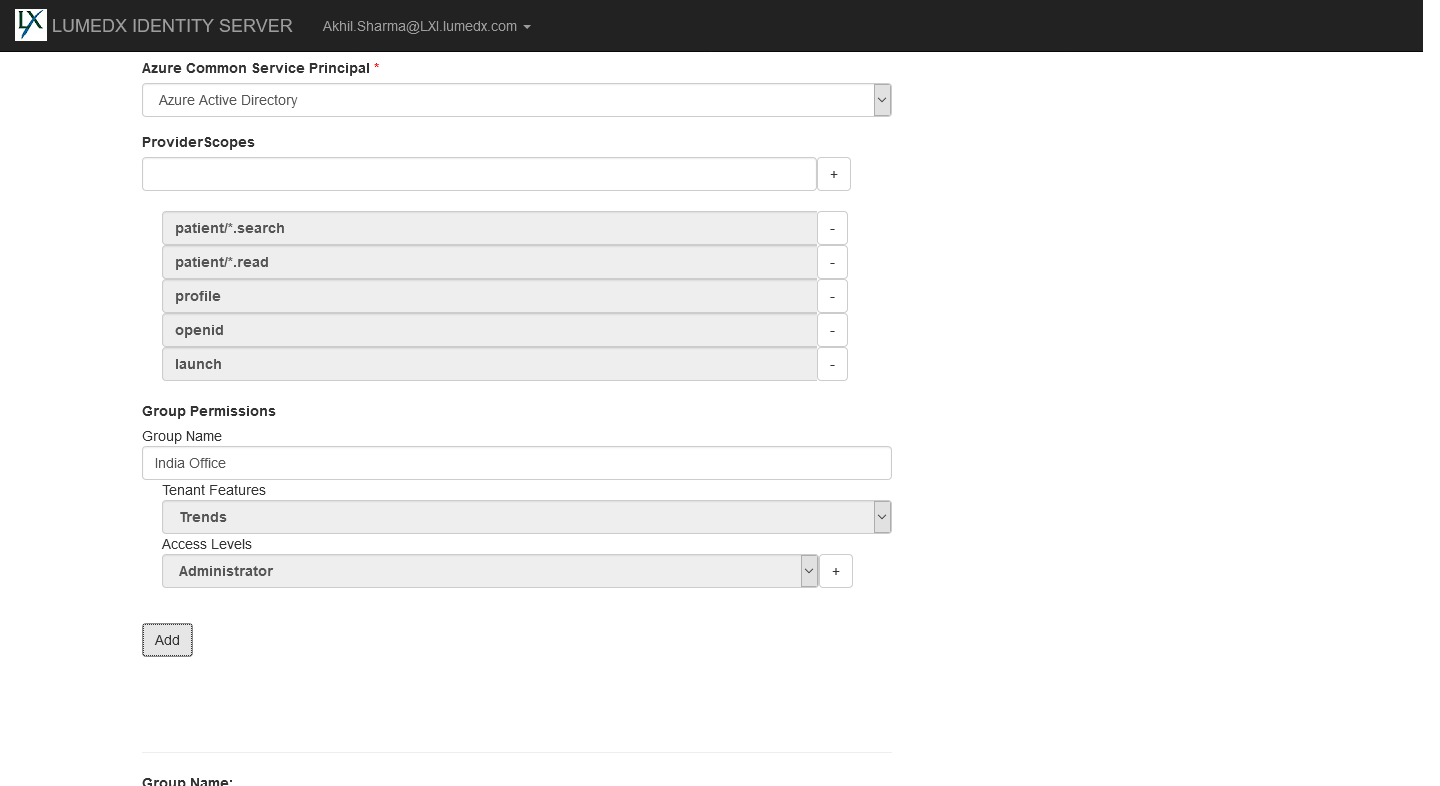 LX LUMEDX IDENTITY SERVER Akhil.Sharma@LXI.lumedx.com
Azure Common Service Principal *
Azure Active Directory
ProviderScopes
+
patient/*.search -
patient/*.read -
profile -
openid -
launch -
Group Permissions
Group Name
India Office
Tenant Features
Trends
Access Levels
Administrator +
Add
Group Name: